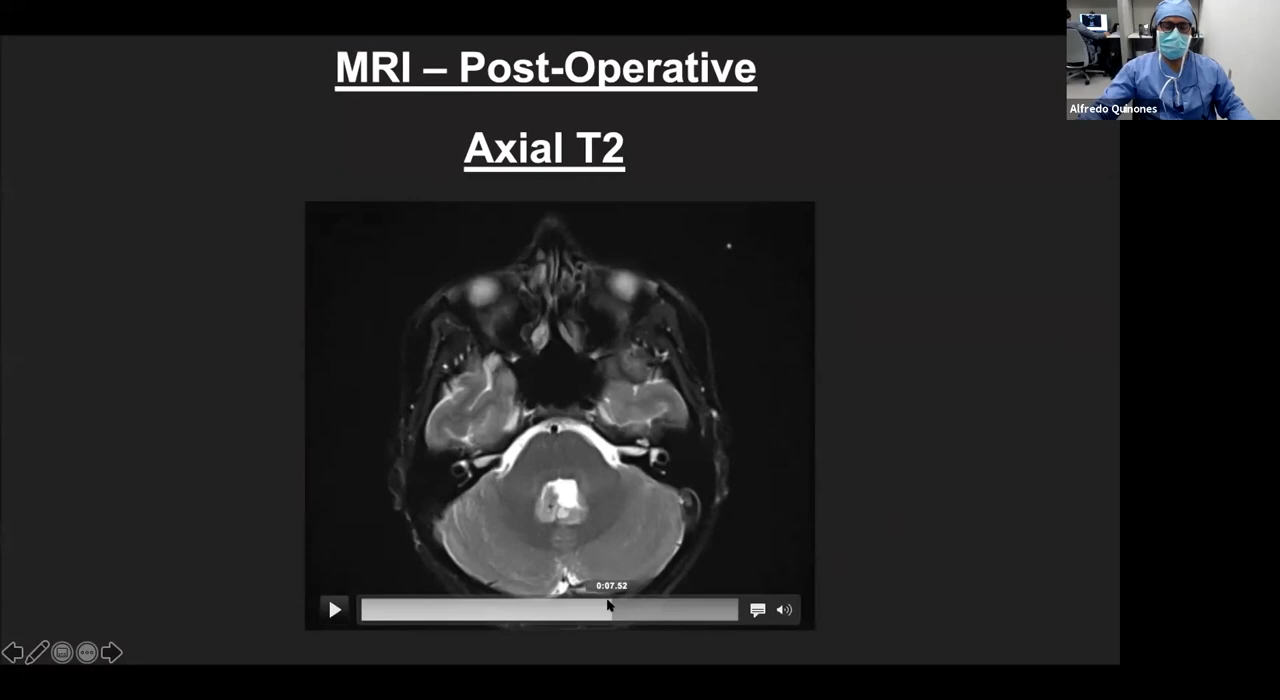 MRI – Post-Operative
Axial T2
Alfredo Quinones
0:07.52